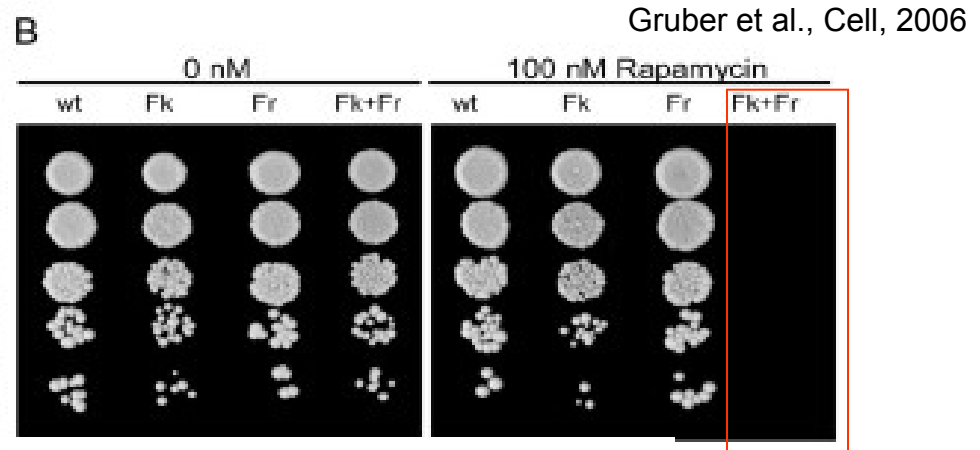 Gruber et al., Cell, 2006
B
0 nM 100 nM Rapamycin
wt Fk Fr Fk+Fr wt Fk Fr Fk+Fr